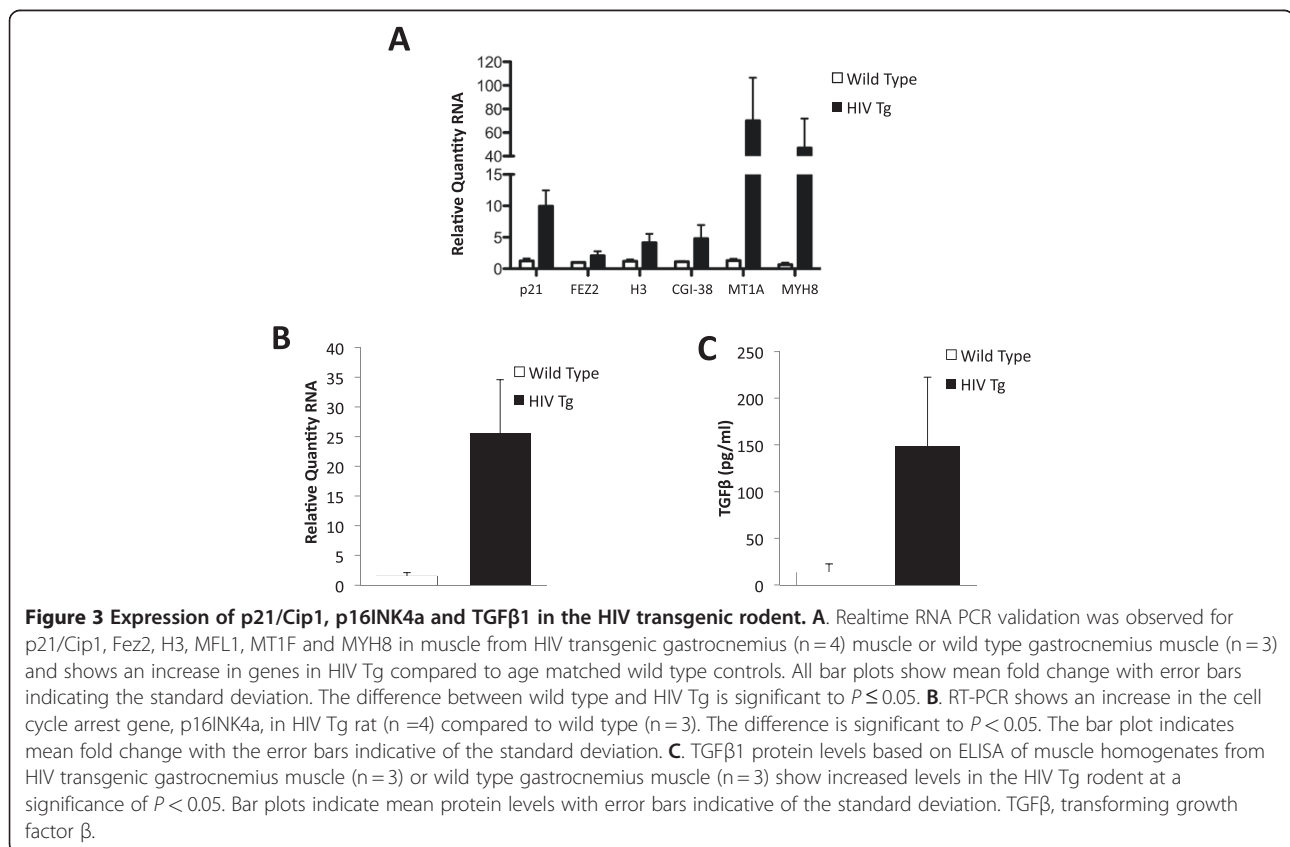 A
Relative Quantity RNA
120
100
80
60
40
15
10
5
0
p21 FEZ2 H3 CGI-38 MT1A MYH8
Wild Type
HIV Tg
B
Relative Quantity RNA
40
35
30
25
20
15
10
5
0
Wild Type
HIV Tg
C
TGFβ (pg/ml)
250
200
150
100
50
0
Wild Type
HIV Tg
Figure 3 Expression of p21/Cip1, p16INK4a and TGFβ1 in the HIV transgenic rodent. A. Realtime RNA PCR validation was observed for
p21/Cip1, Fez2, H3, MFL1, MT1F and MYH8 in muscle from HIV transgenic gastrocnemius (n = 4) muscle or wild type gastrocnemius muscle (n = 3)
and shows an increase in genes in HIV Tg compared to age matched wild type controls. All bar plots show mean fold change with error bars
indicating the standard deviation. The difference between wild type and HIV Tg is significant to P ≤ 0.05. B. RT-PCR shows an increase in the cell
cycle arrest gene, p16INK4a, in HIV Tg rat (n =4) compared to wild type (n = 3). The difference is significant to P < 0.05. The bar plot indicates
mean fold change with the error bars indicative of the standard deviation. C. TGFβ1 protein levels based on ELISA of muscle homogenates from
HIV transgenic gastrocnemius muscle (n = 3) or wild type gastrocnemius muscle (n = 3) show increased levels in the HIV Tg rodent at a
significance of P < 0.05. Bar plots indicate mean protein levels with error bars indicative of the standard deviation. TGFβ, transforming growth
factor β.